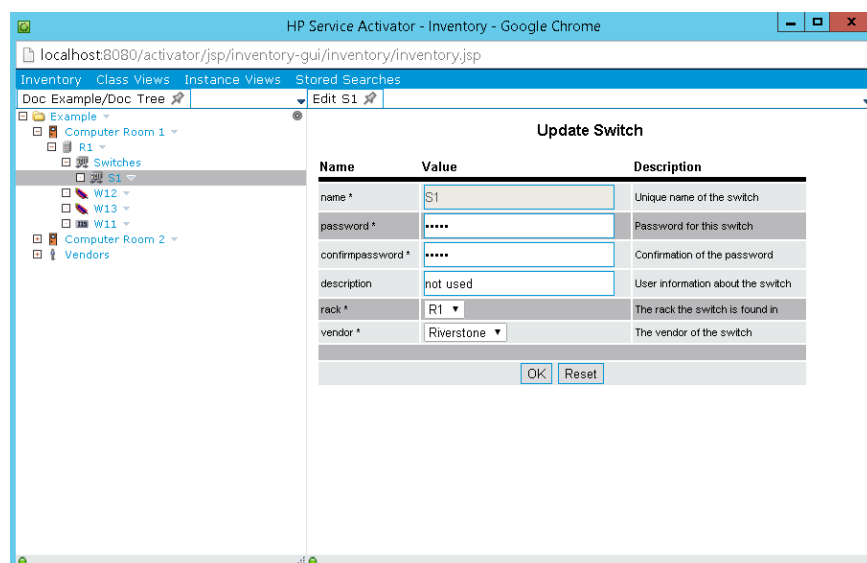 HP Service Activator - Inventory - Google Chrome
localhost:8080/activator/jsp/inventory-gui/inventory/inventory.jsp
Inventory Class Views Instance Views Stored Searches
Doc Example/Doc Tree
Edit S1
Example
Computer Room 1
R1
Switches
S1
W12
W13
W11
Computer Room 2
Vendors
Update Switch
Name Value Description
name * S1 Unique name of the switch
password * ••••• Password for this switch
confirmpassword * ••••• Confirmation of the password
description not used User information about the switch
rack * R1 The rack the switch is found in
vendor * Riverstone The vendor of the switch
OK Reset